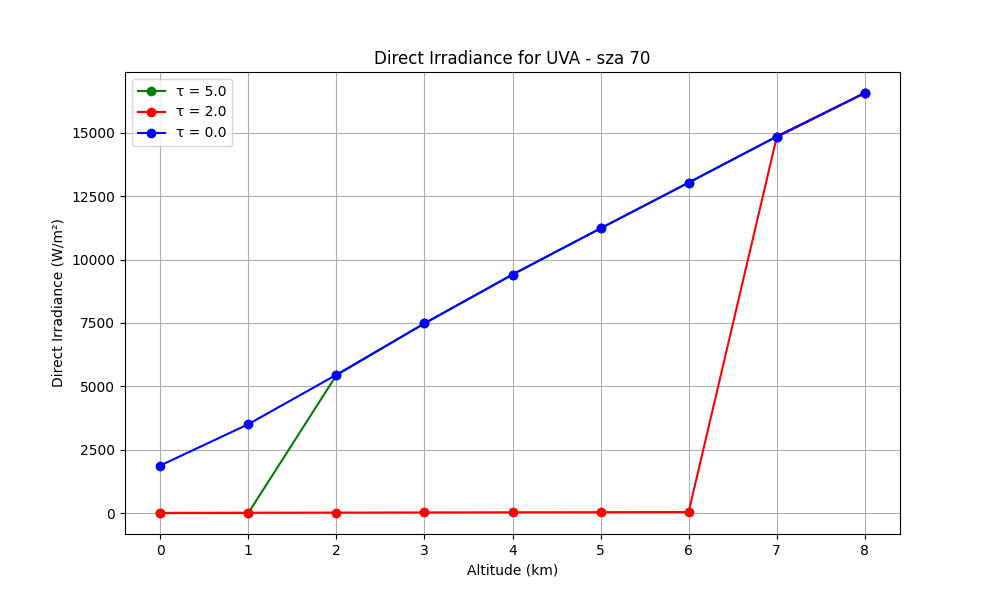 Direct Irradiance for UVA - sza 70
τ = 5.0
τ = 2.0
τ = 0.0
Direct Irradiance (W/m²)
15000
12500
10000
7500
5000
2500
0
0 1 2 3 4 5 6 7 8
Altitude (km)